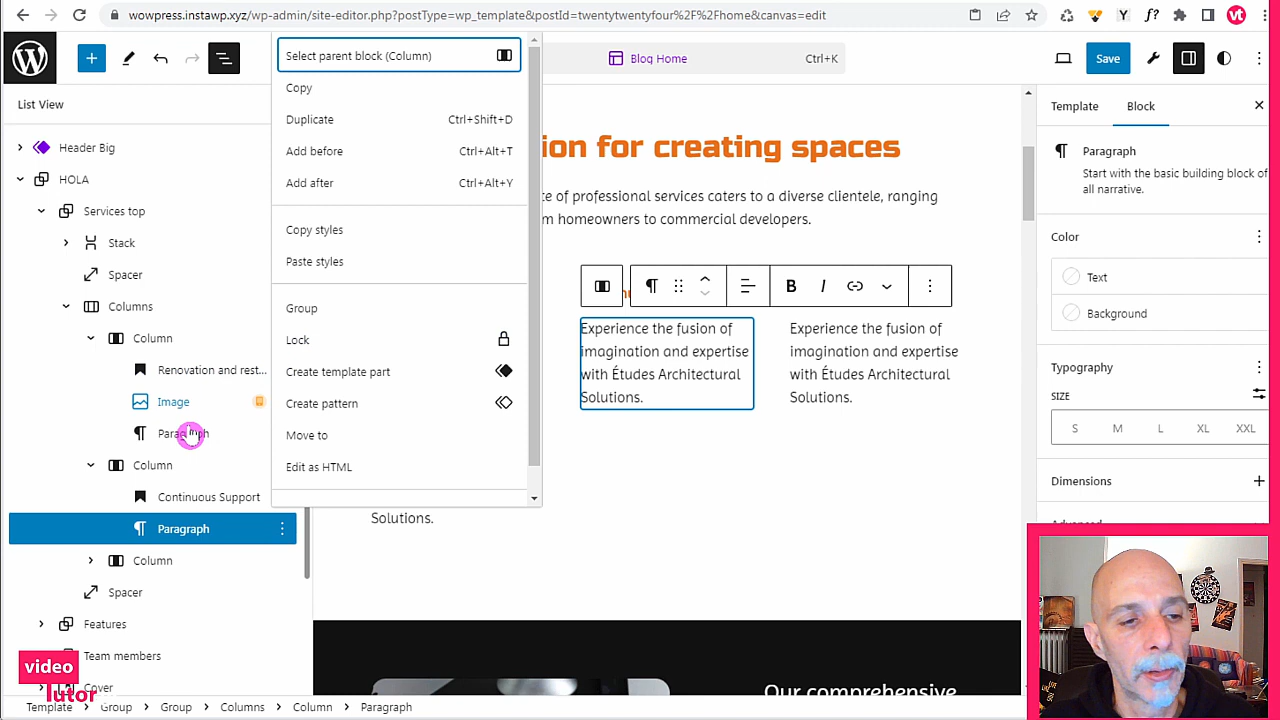 wowpress.instawp.xyz/wp-admin/site-editor.php?postType=wp_template&postId=twentytwentyfour%2F%2Fhome&canvas=edit
Blog Home
Ctrl+K
Save
List View
Header Big
HOLA
Services top
Stack
Spacer
Columns
Column
Renovation and rest...
Image
Paragraph
Column
Continuous Support
Paragraph
Column
Spacer
Features
Team members
Cover
Select parent block (Column)
Copy
Duplicate Ctrl+Shift+D
Add before Ctrl+Alt+T
Add after Ctrl+Alt+Y
Copy styles
Paste styles
Group
Lock
Create template part
Create pattern
Move to
Edit as HTML
ion for creating spaces
te of professional services caters to a diverse clientele, ranging
m homeowners to commercial developers.
B I
Experience the fusion of
imagination and expertise
with Études Architectural
Solutions.
Experience the fusion of
imagination and expertise
with Études Architectural
Solutions.
Solutions.
Our comprehensive
Template Block
Paragraph
Start with the basic building block of
all narrative.
Color
Text
Background
Typography
SIZE
S M L XL XXL
Dimensions
Advanced
video
tutor
Template › Group › Group › Columns › Column › Paragraph